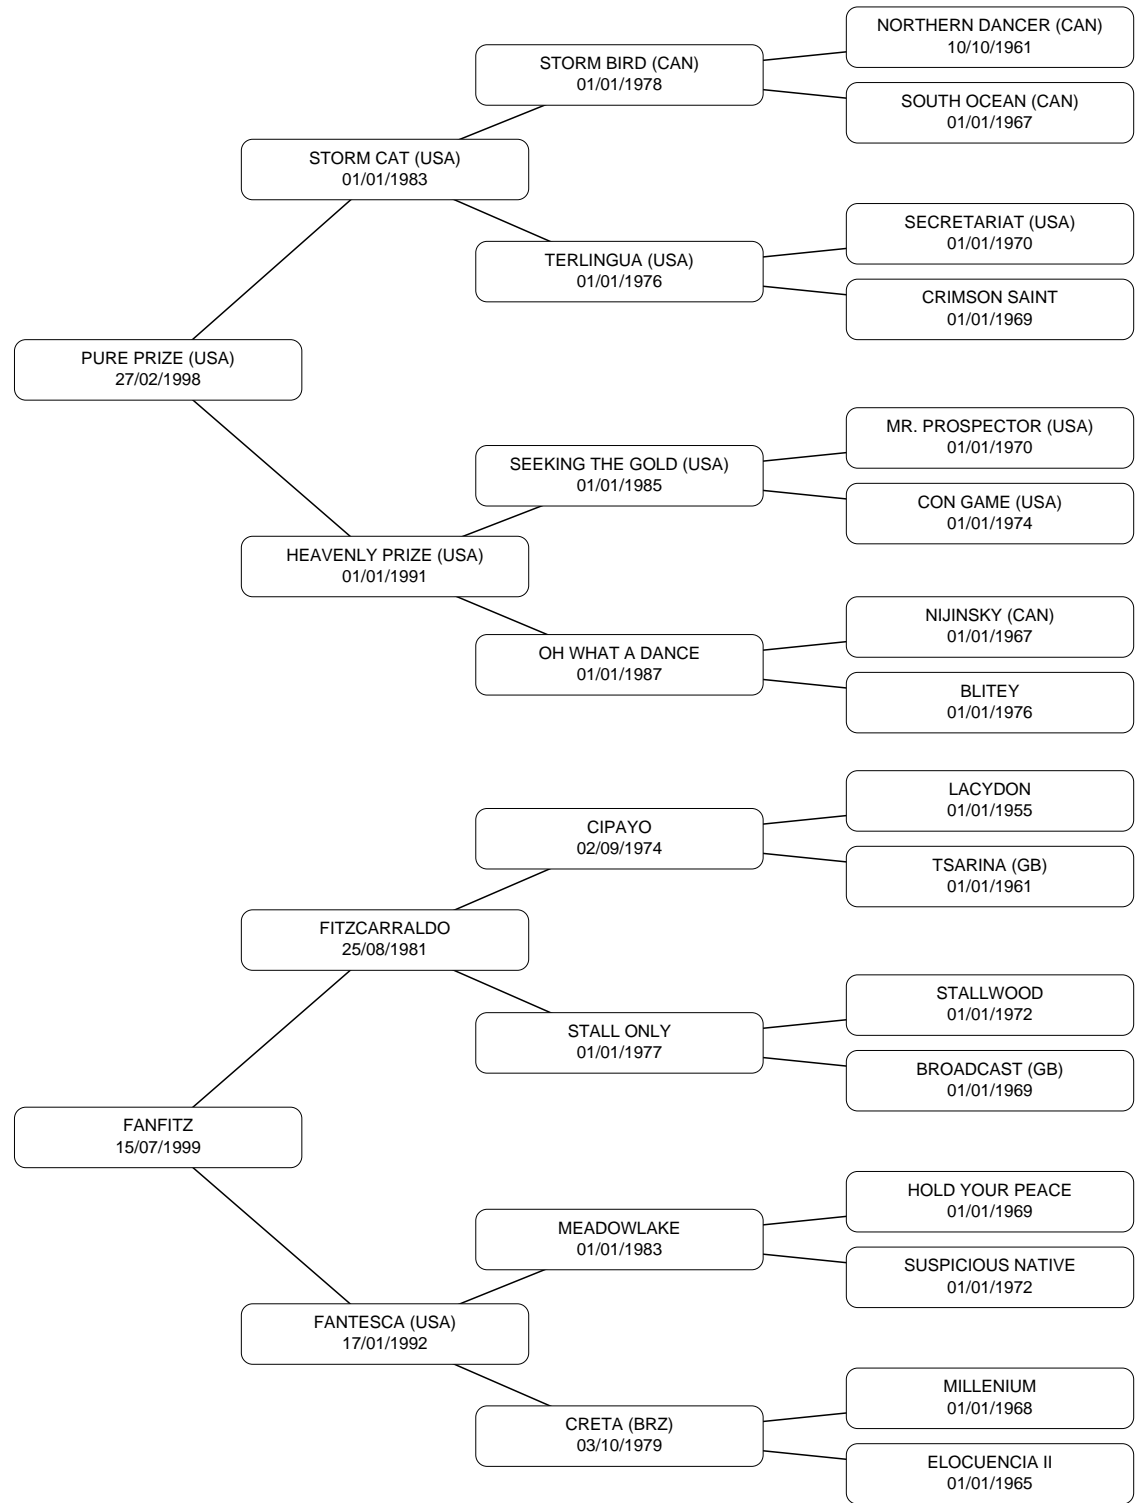 NORTHERN DANCER (CAN)
10/10/1961
STORM BIRD (CAN)
01/01/1978
SOUTH OCEAN (CAN)
01/01/1967
STORM CAT (USA)
01/01/1983
SECRETARIAT (USA)
01/01/1970
TERLINGUA (USA)
01/01/1976
CRIMSON SAINT
01/01/1969
PURE PRIZE (USA)
27/02/1998
MR. PROSPECTOR (USA)
01/01/1970
SEEKING THE GOLD (USA)
01/01/1985
CON GAME (USA)
01/01/1974
HEAVENLY PRIZE (USA)
01/01/1991
NIJINSKY (CAN)
01/01/1967
OH WHAT A DANCE
01/01/1987
BLITEY
01/01/1976
LACYDON
01/01/1955
CIPAYO
02/09/1974
TSARINA (GB)
01/01/1961
FITZCARRALDO
25/08/1981
STALLWOOD
01/01/1972
STALL ONLY
01/01/1977
BROADCAST (GB)
01/01/1969
FANFITZ
15/07/1999
HOLD YOUR PEACE
01/01/1969
MEADOWLAKE
01/01/1983
SUSPICIOUS NATIVE
01/01/1972
FANTESCA (USA)
17/01/1992
MILLENIUM
01/01/1968
CRETA (BRZ)
03/10/1979
ELOCUENCIA II
01/01/1965